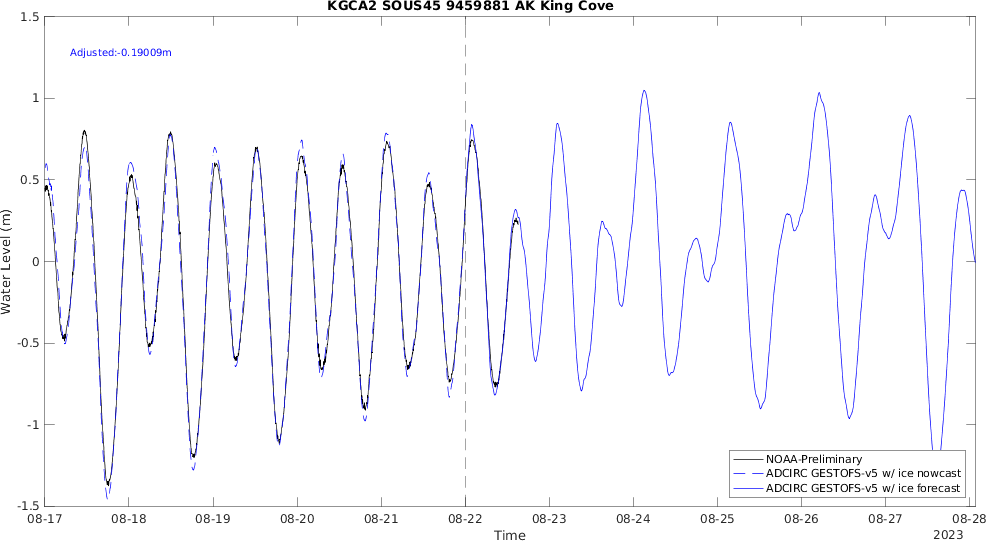 KGCA2 SOUS45 9459881 AK King Cove
Adjusted:-0.19009m
1.5
1
0.5
0
-0.5
-1
-1.5
Water Level (m)
NOAA-Preliminary
ADCIRC GESTOFS-v5 w/ ice nowcast
ADCIRC GESTOFS-v5 w/ ice forecast
08-17 08-18 08-19 08-20 08-21 08-22 08-23 08-24 08-25 08-26 08-27 08-28
Time
2023